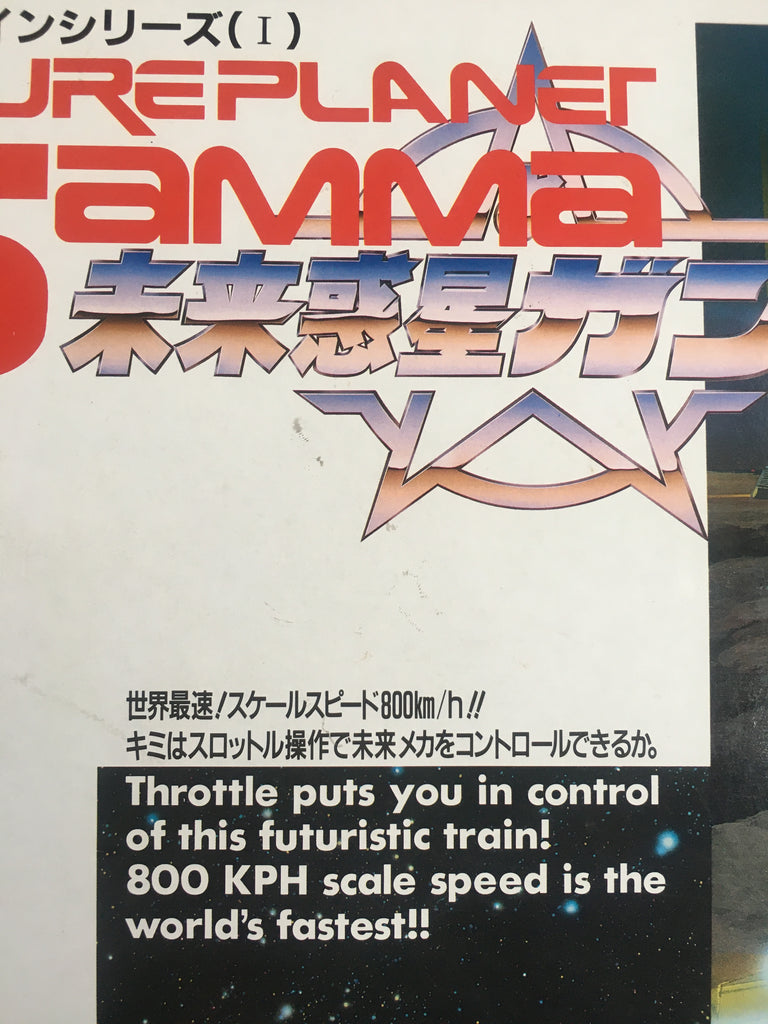 インシリーズ(I)
URE PLANET
Gamma
未来惑星ガン
世界最速!スケールスピード800km/h!!
キミはスロットル操作で未来メカをコントロールできるか。
Throttle puts you in control
of this futuristic train!
800 KPH scale speed is the
world's fastest!!